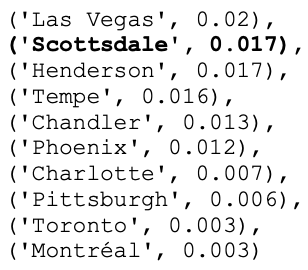 ('Las Vegas', 0.02),
('Scottsdale', 0.017),
('Henderson', 0.017),
('Tempe', 0.016),
('Chandler', 0.013),
('Phoenix', 0.012),
('Charlotte', 0.007),
('Pittsburgh', 0.006),
('Toronto', 0.003),
('Montréal', 0.003)